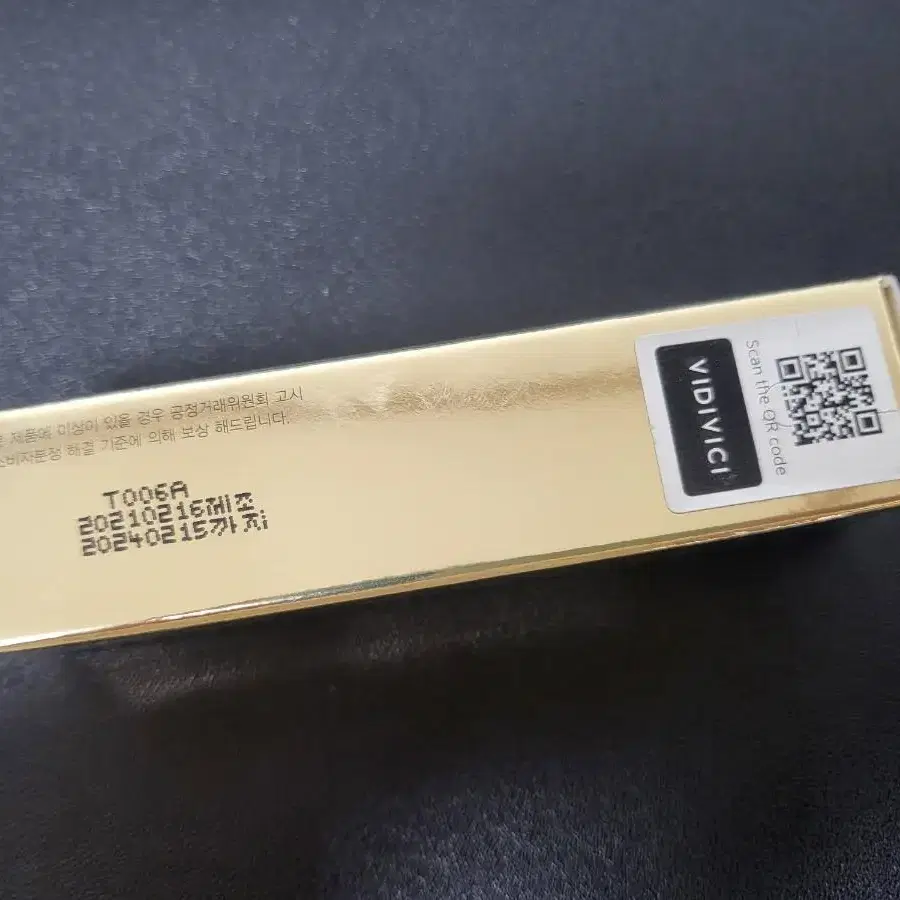 제품에 이상이 있을 경우 공정거래위원회 고시
소비자분쟁 해결 기준에 의해 보상 해드립니다.
T006A
20210216제조
20240215까지
VIDIVICI
Scan the QR code